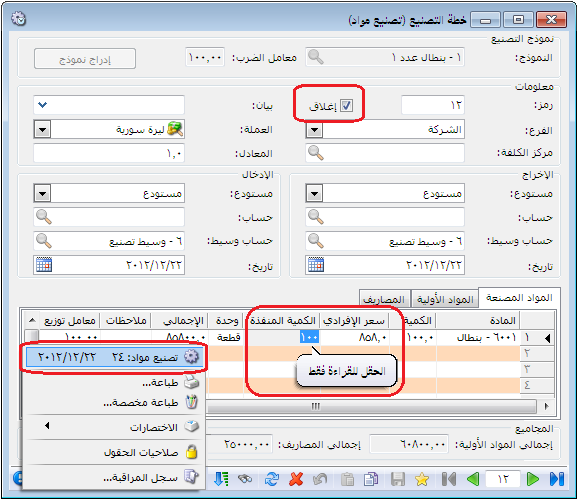 خطة التصنيع (تصنيع مواد)
نموذج التصنيع
النموذج: ١ - بنطال عدد ١ معامل الضرب: ١٠٠,٠٠ إدراج نموذج
معلومات
رمز: ١٢ إغلاق بيان:
الفرع: الشركة العملة: ليرة سورية
مركز الكلفة: المعادل: ١,٠
الإخراج
مستودع: مستودع
حساب:
حساب وسيط: ٦ - وسيط تصنيع
تاريخ: ٢٠١٢/١٢/٢٢
الإدخال
مستودع: مستودع
حساب:
حساب وسيط: ٦ - وسيط تصنيع
تاريخ: ٢٠١٢/١٢/٢٢
المواد المصنعة المواد الأولية المصاريف
المادة الكمية سعر الإفرادي الكمية المنفذة وحدة الإجمالي ملاحظات معامل توزيع
١ ٦٠٠١ - بنطال ١٠٠,٠ ٨٥٨,٠ ١٠٠ قطعة ٨٥٨٠٠,٠ ١٠٠,٠٠
٢
٣
٤
الحقل للقراءة فقط
تصنيع مواد: ٢٤ ٢٠١٢/١٢/٢٢
طباعة...
طباعة مخصصة...
الاختصارات
صلاحيات الحقول
سجل المراقبة...
المجاميع
إجمالي المواد الأولية: ٦٠٨٠٠,٠٠ إجمالي المصاريف: ٢٥٠٠٠,٠٠
١٢